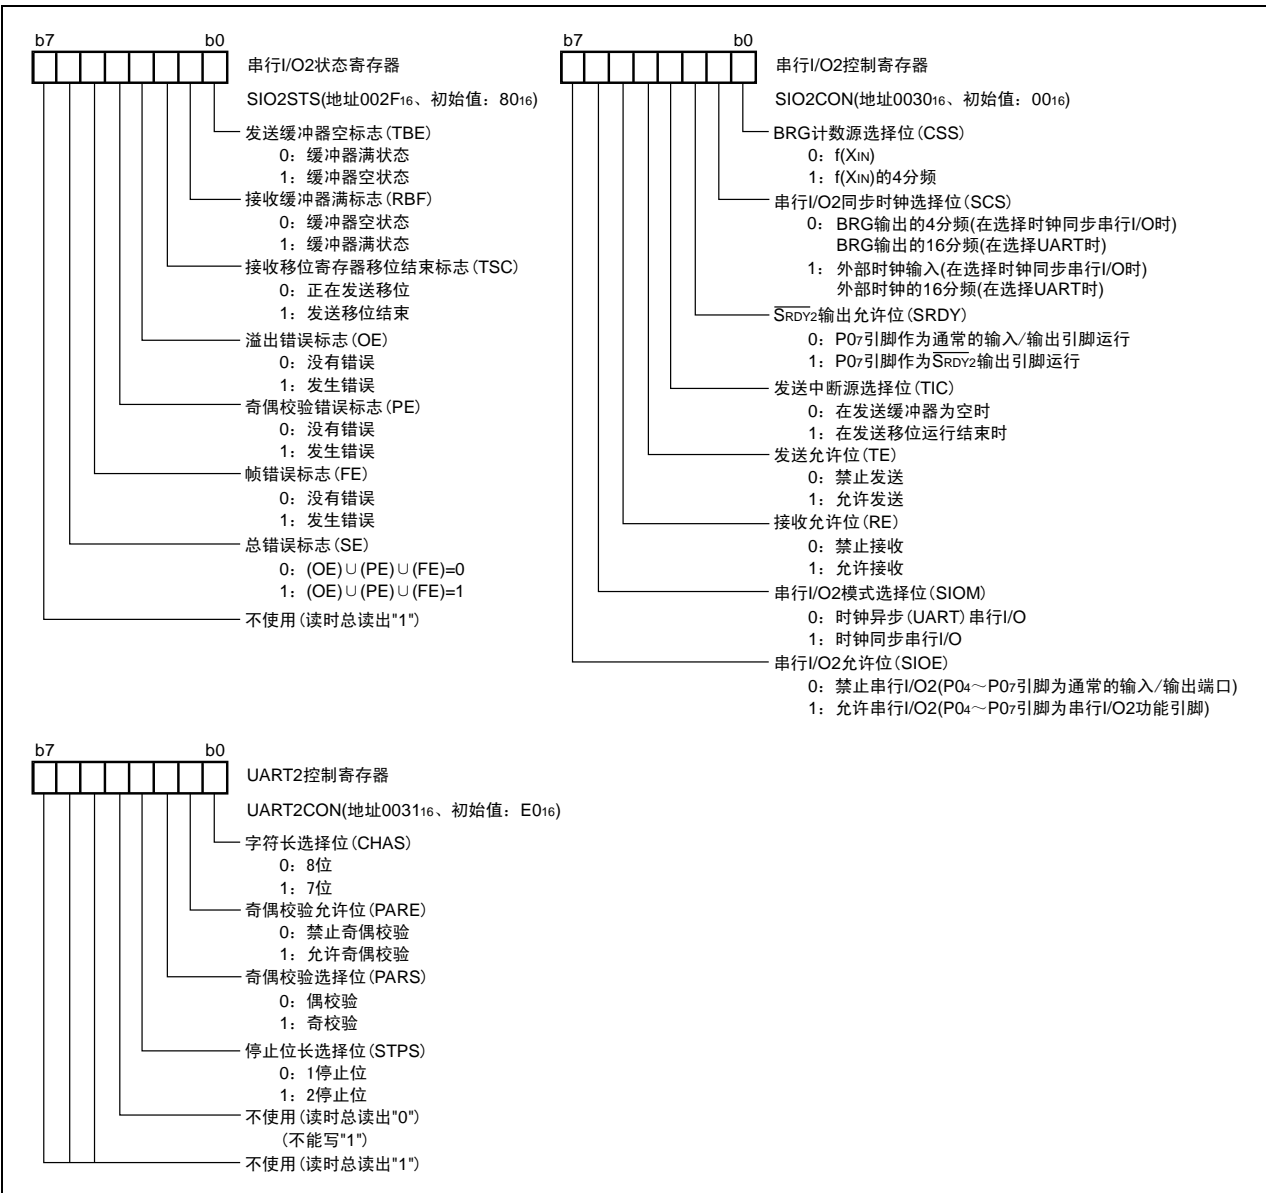 b7 b0
串行I/O2状态寄存器
SIO2STS(地址002F16、初始值：8016)
发送缓冲器空标志(TBE)
0：缓冲器满状态
1：缓冲器空状态
接收缓冲器满标志(RBF)
0：缓冲器空状态
1：缓冲器满状态
接收移位寄存器移位结束标志(TSC)
0：正在发送移位
1：发送移位结束
溢出错误标志(OE)
0：没有错误
1：发生错误
奇偶校验错误标志(PE)
0：没有错误
1：发生错误
帧错误标志(FE)
0：没有错误
1：发生错误
总错误标志(SE)
0：(OE)∪(PE)∪(FE)=0
1：(OE)∪(PE)∪(FE)=1
不使用(读时总读出"1")
b7 b0
串行I/O2控制寄存器
SIO2CON(地址003016、初始值：0016)
BRG计数源选择位(CSS)
0：f(XIN)
1：f(XIN)的4分频
串行I/O2同步时钟选择位(SCS)
0：BRG输出的4分频(在选择时钟同步串行I/O时)
BRG输出的16分频(在选择UART时)
1：外部时钟输入(在选择时钟同步串行I/O时)
外部时钟的16分频(在选择UART时)
SRDY2输出允许位(SRDY)
0：P07引脚作为通常的输入/输出引脚运行
1：P07引脚作为SRDY2输出引脚运行
发送中断源选择位(TIC)
0：在发送缓冲器为空时
1：在发送移位运行结束时
发送允许位(TE)
0：禁止发送
1：允许发送
接收允许位(RE)
0：禁止接收
1：允许接收
串行I/O2模式选择位(SIOM)
0：时钟异步(UART)串行I/O
1：时钟同步串行I/O
串行I/O2允许位(SIOE)
0：禁止串行I/O2(P04～P07引脚为通常的输入/输出端口)
1：允许串行I/O2(P04～P07引脚为串行I/O2功能引脚)
b7 b0
UART2控制寄存器
UART2CON(地址003116、初始值：E016)
字符长选择位(CHAS)
0：8位
1：7位
奇偶校验允许位(PARE)
0：禁止奇偶校验
1：允许奇偶校验
奇偶校验选择位(PARS)
0：偶校验
1：奇校验
停止位长选择位(STPS)
0：1停止位
1：2停止位
不使用(读时总读出"0")
(不能写"1")
不使用(读时总读出"1")